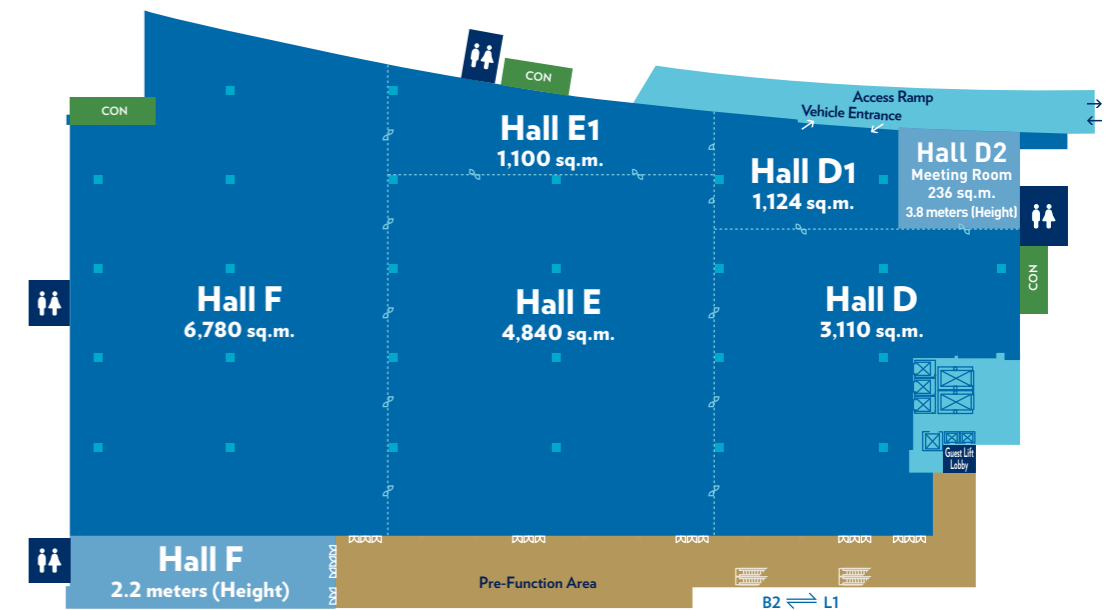 CON
CON
Access Ramp
Vehicle Entrance
Hall E1
1,100 sq.m.
Hall D1
1,124 sq.m.
Hall D2
Meeting Room
236 sq.m.
3.8 meters (Height)
CON
Hall F
6,780 sq.m.
Hall E
4,840 sq.m.
Hall D
3,110 sq.m.
Guest Lift
Lobby
Hall F
2.2 meters (Height)
Pre-Function Area
B2 ⇌ L1